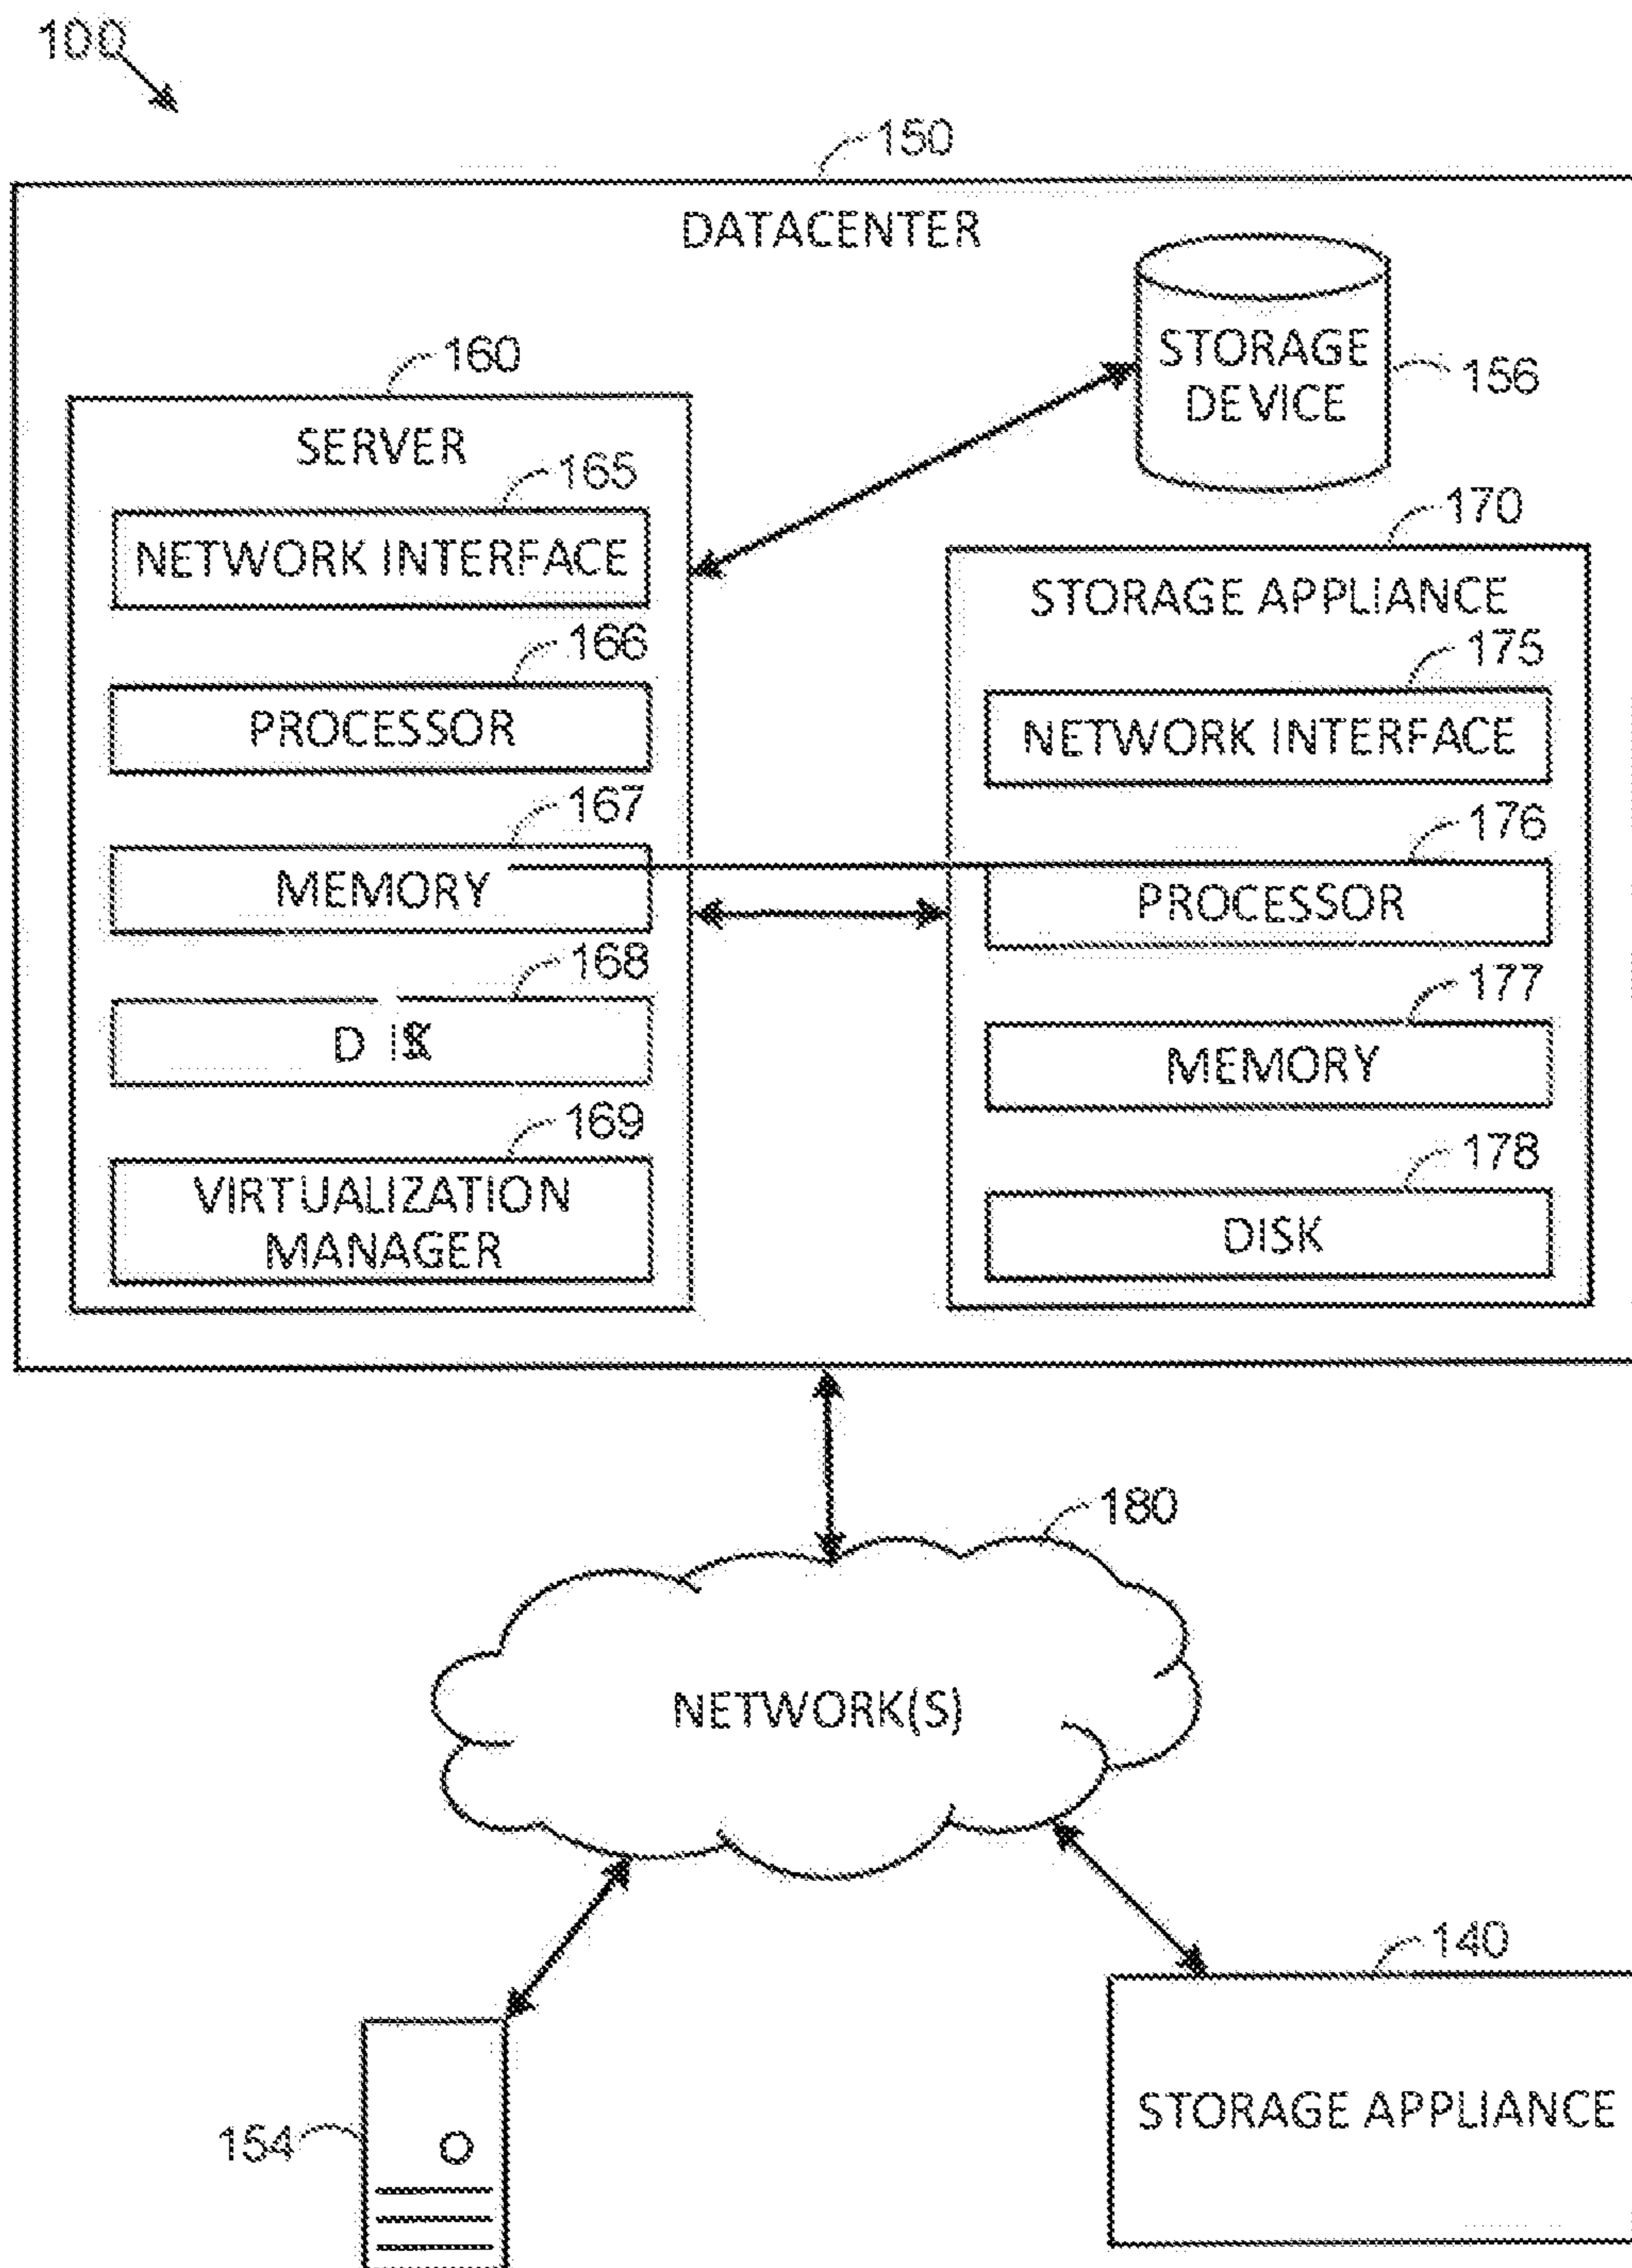 100
150
DATACENTER
STORAGE
DEVICE
156
160
SERVER
165
NETWORK INTERFACE
166
PROCESSOR
167
MEMORY
168
DISK
169
VIRTUALIZATION
MANAGER
170
STORAGE APPLIANCE
175
NETWORK INTERFACE
176
PROCESSOR
177
MEMORY
178
DISK
180
NETWORK(S)
154
140
STORAGE APPLIANCE